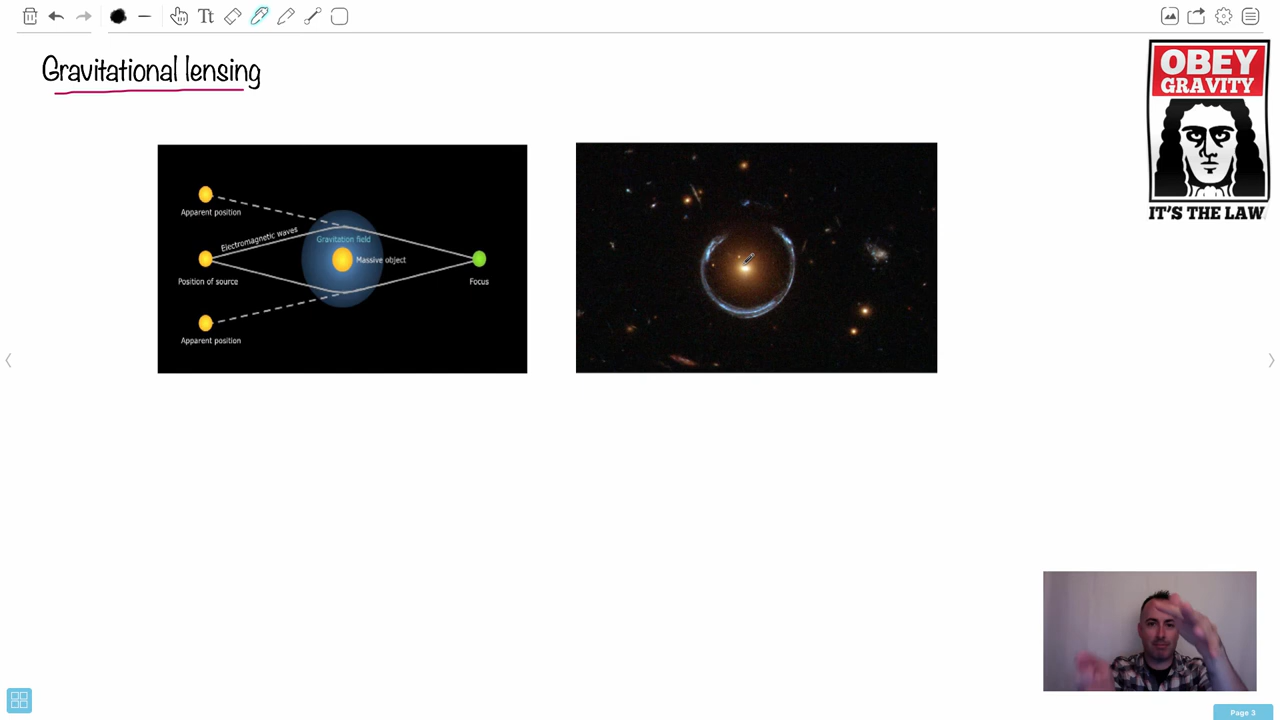 Tt
Gravitational lensing
OBEY
GRAVITY
IT'S THE LAW
Apparent position
Electromagnetic waves
Gravitation field
Massive object
Position of source
Focus
Apparent position
Page 3